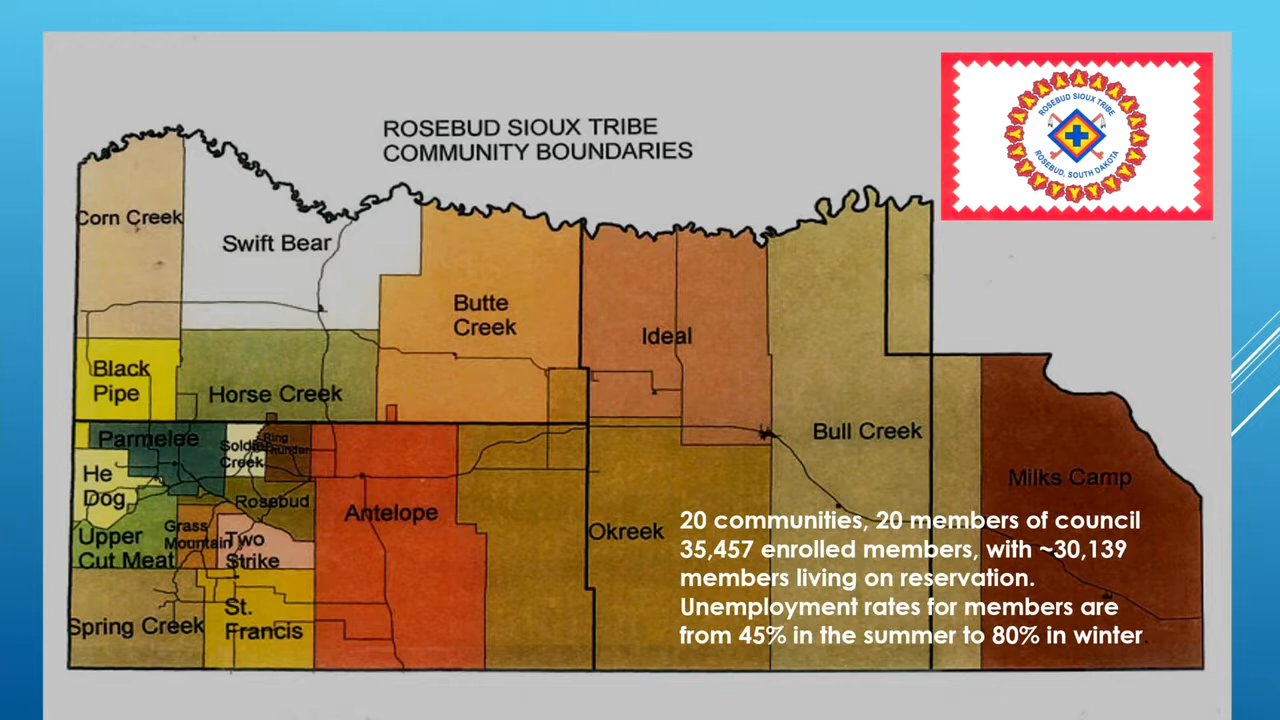 ROSEBUD SIOUX TRIBE
COMMUNITY BOUNDARIES
ROSEBUD SIOUX TRIBE
ROSEBUD, SOUTH DAKOTA
Corn Creek
Swift Bear
Butte
Creek
Ideal
Black
Pipe
Horse Creek
Bull Creek
Parmelee
Soldier
Creek
Ring
Thunder
He
Dog
Rosebud
Antelope
Milks Camp
Upper
Cut Meat
Grass
Mountain
Two
Strike
Okreek
Spring Creek
St.
Francis
20 communities, 20 members of council
35,457 enrolled members, with ~30,139
members living on reservation.
Unemployment rates for members are
from 45% in the summer to 80% in winter